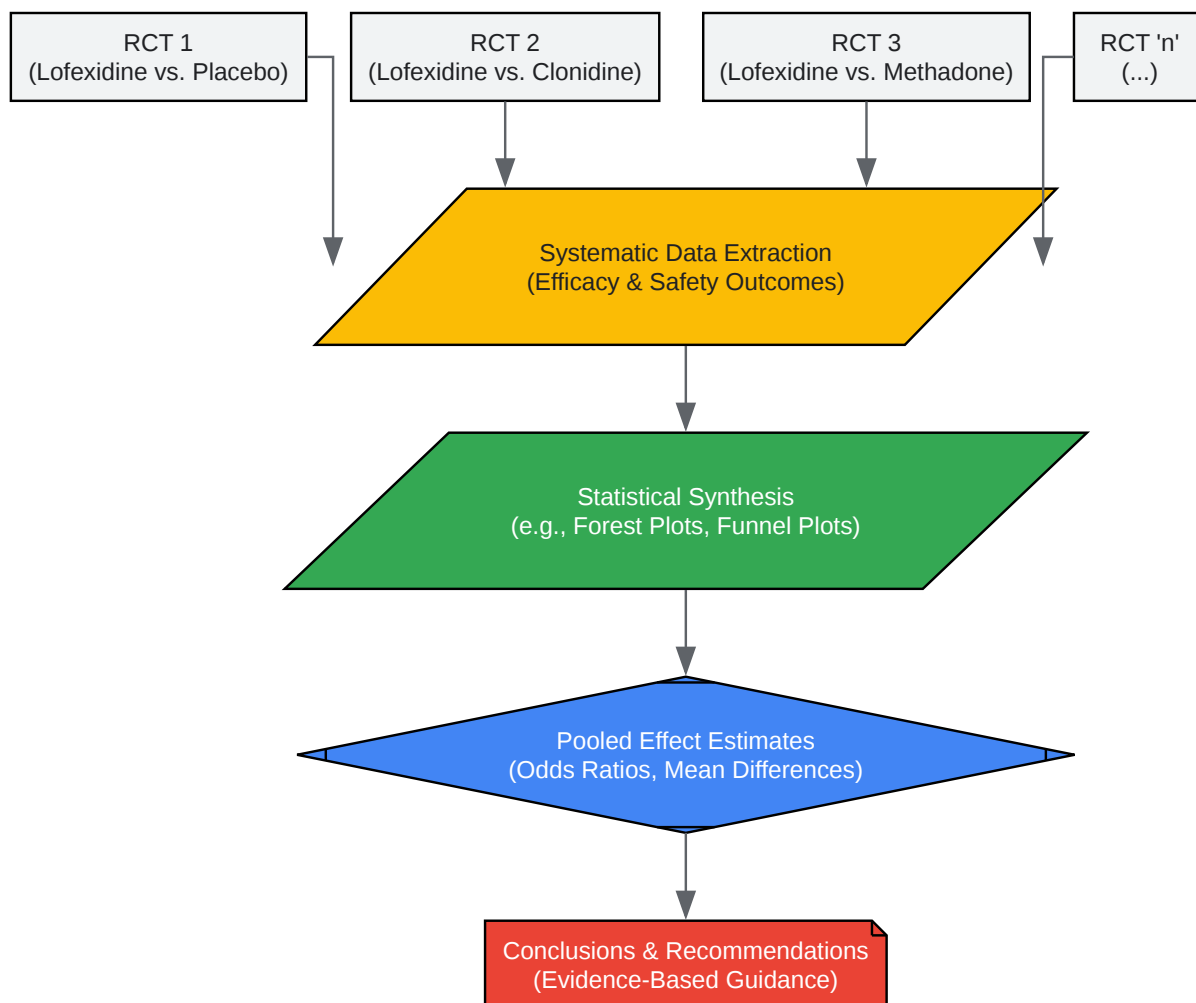 RCT 1
(Lofexidine vs. Placebo)
RCT 2
(Lofexidine vs. Clonidine)
RCT 3
(Lofexidine vs. Methadone)
RCT 'n'
(...)
Systematic Data Extraction
(Efficacy & Safety Outcomes)
Statistical Synthesis
(e.g., Forest Plots, Funnel Plots)
Pooled Effect Estimates
(Odds Ratios, Mean Differences)
Conclusions & Recommendations
(Evidence-Based Guidance)